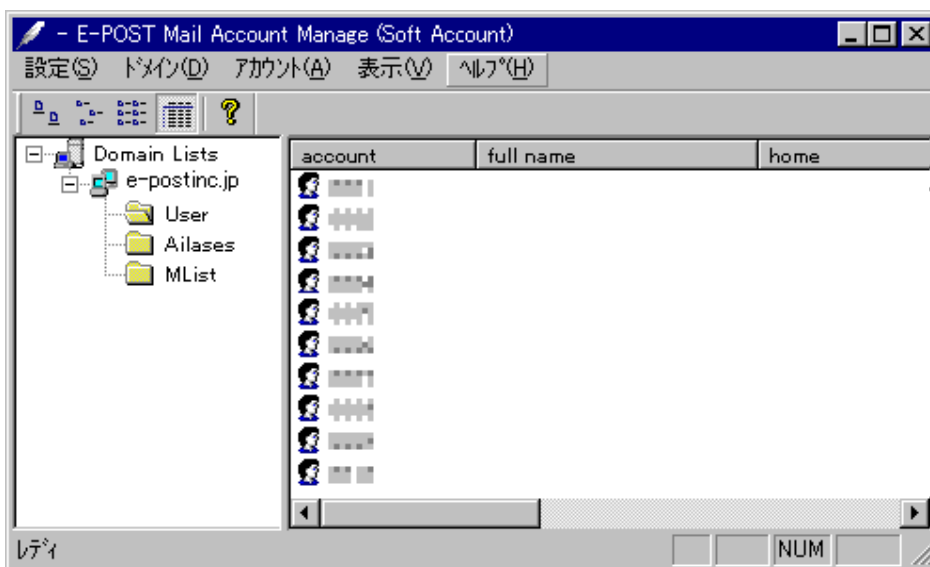 - E-POST Mail Account Manage (Soft Account)
設定(S) ﾄﾞﾒｲﾝ(D) ｱｶｳﾝﾄ(A) 表示(V) ﾍﾙﾌﾟ(H)
Domain Lists
e-postinc.jp
User
Ailases
MList
account full name home
ﾚﾃﾞｨ
NUM